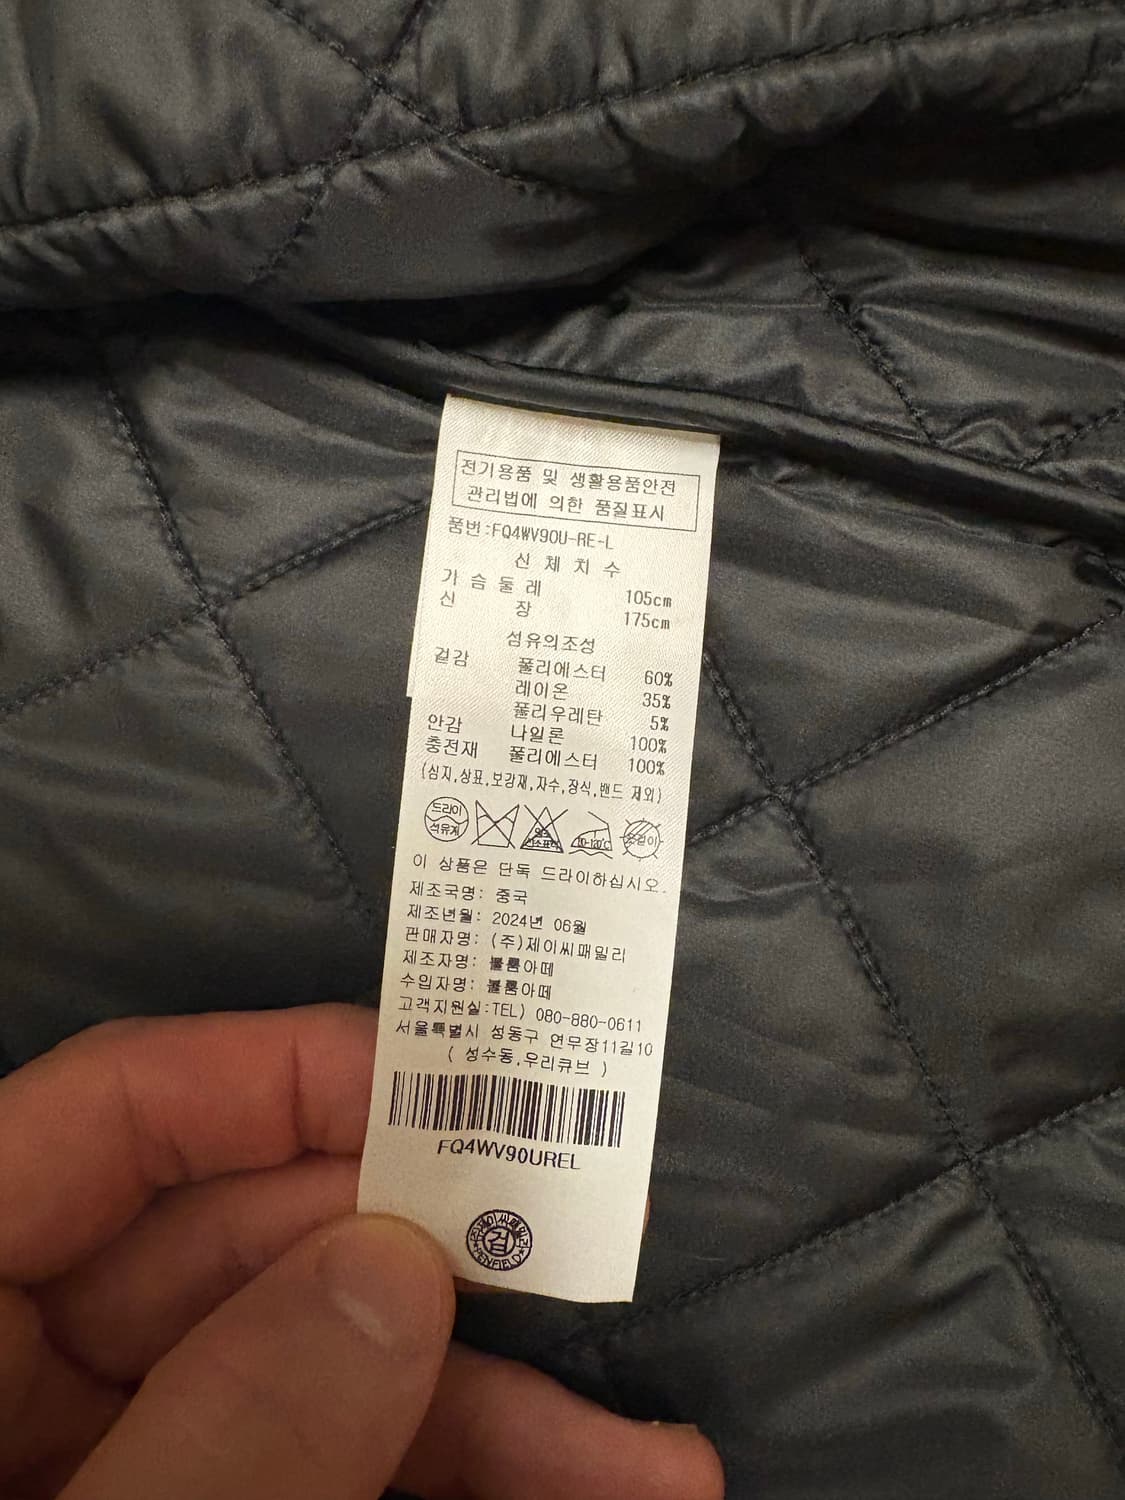 전기용품 및 생활용품안전
관리법에 의한 품질표시
품번:FQ4WV90U-RE-L
신체치수
가슴둘레 105cm
신 장 175cm
섬유의조성
겉감 폴리에스터 60%
레이온 35%
폴리우레탄 5%
안감 나일론 100%
충전재 폴리에스터 100%
(심지,상표,보강재,자수,장식,밴드 제외)
드라이
석유계
이 상품은 단독 드라이하십시오.
제조국명: 중국
제조년월: 2024년 06월
판매자명: (주)제이씨패밀리
제조자명: 볼륨아떼
수입자명: 볼륨아떼
고객지원실:TEL) 080-880-0611
서울특별시 성동구 연무장11길10
( 성수동,우리큐브 )
FQ4WV90UREL
검